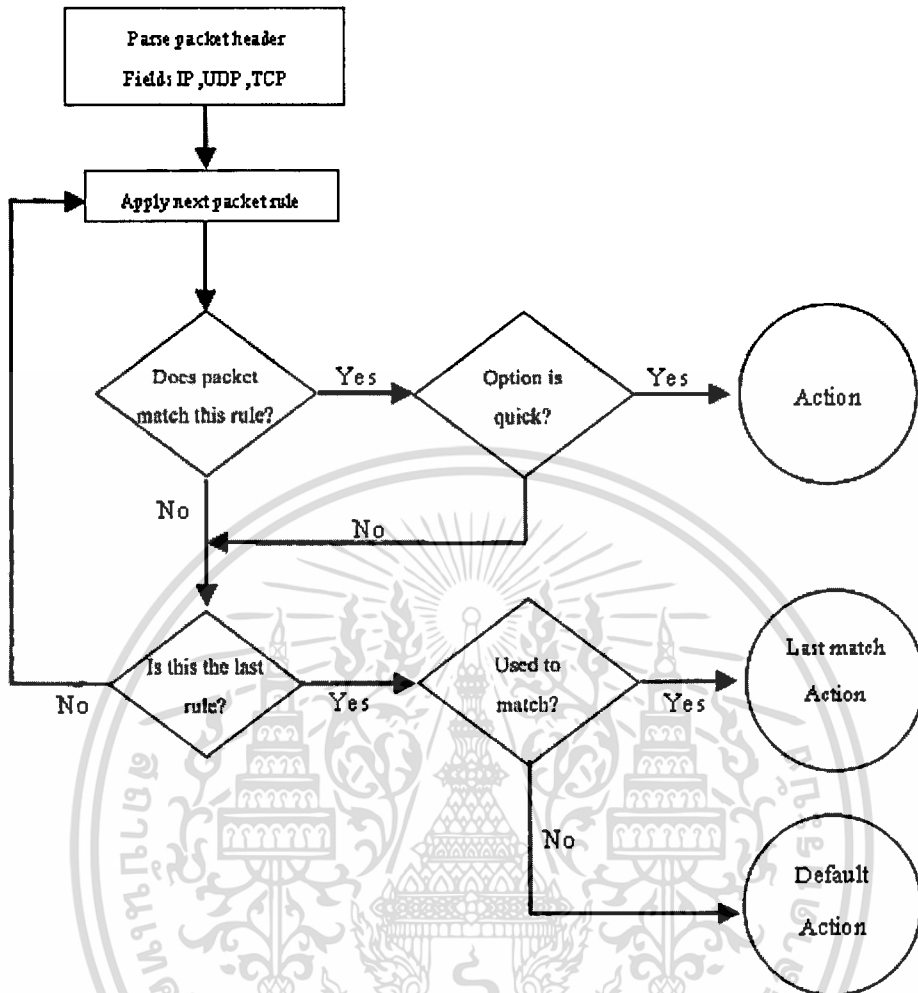 Parse packet header
Fields IP ,UDP ,TCP
Apply next packet rule
Does packet
match this rule?
Yes
Option is
quick?
Yes
Action
No
No
Is this the last
rule?
No
Yes
Used to
match?
Yes
Last match
Action
No
Default
Action